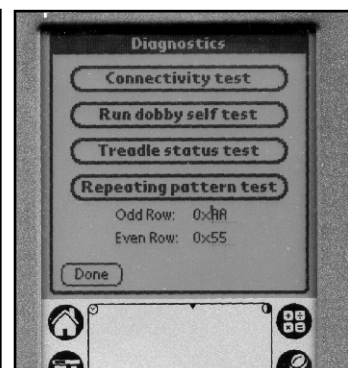 Diagnostics
Connectivity test
Run dobby self test
Treadle status test
Repeating pattern test
Odd Row: 0xAA
Even Row: 0x55
Done